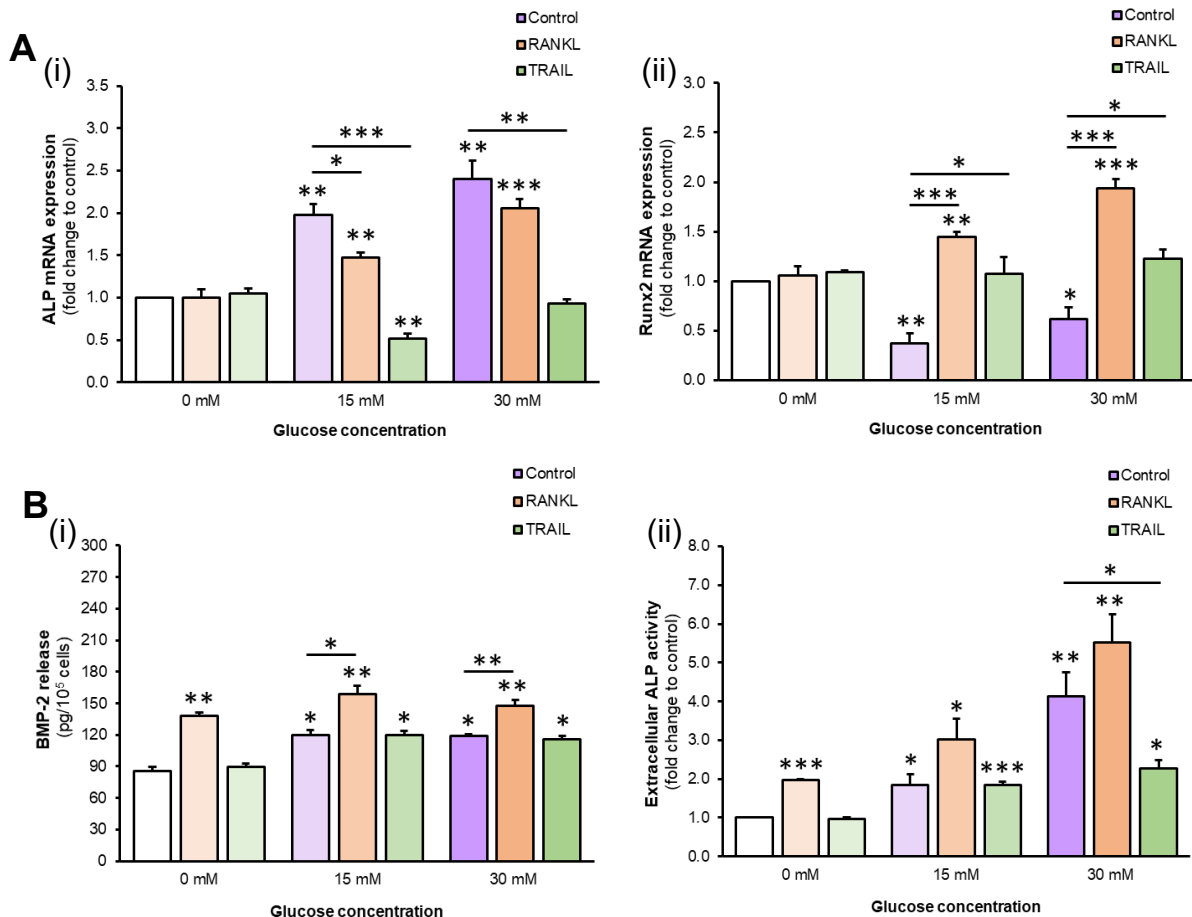 A
(i)
Control
RANKL
TRAIL
ALP mRNA expression
(fold change to control)
3.5
3.0
2.5
2.0
1.5
1.0
0.5
0.0
***
*
**
**
**
**
**
***
0 mM
15 mM
30 mM
Glucose concentration
(ii)
Control
RANKL
TRAIL
Runx2 mRNA expression
(fold change to control)
3.0
2.5
2.0
1.5
1.0
0.5
0.0
*
***
**
**
*
***
***
*
0 mM
15 mM
30 mM
Glucose concentration
B
(i)
Control
RANKL
TRAIL
BMP-2 release
(pg/10⁵ cells)
300
270
240
210
180
150
120
90
60
30
0
**
*
**
*
*
**
**
*
*
0 mM
15 mM
30 mM
Glucose concentration
(ii)
Control
RANKL
TRAIL
Extracellular ALP activity
(fold change to control)
8.0
7.0
6.0
5.0
4.0
3.0
2.0
1.0
0.0
***
*
*
***
*
**
**
*
0 mM
15 mM
30 mM
Glucose concentration